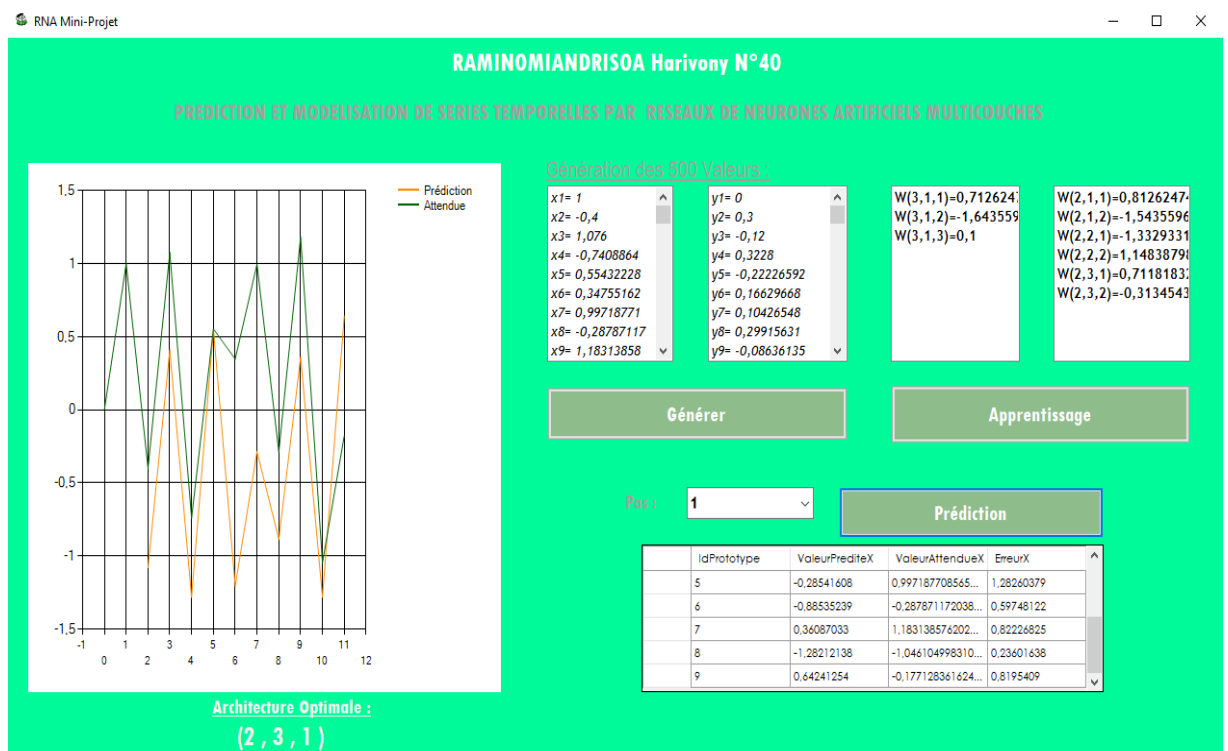 RNA Mini-Projet
RAMINOMIANDRISOA Harivony N°40
PREDICTION ET MODELISATION DE SERIES TEMPORELLES PAR RESEAUX DE NEURONES ARTIFICIELS MULTICOUCHES
1.5
1
0.5
0
-0.5
-1
-1.5
-1 1 3 5 7 9 11
0 2 4 6 8 10 12
Prédiction
Attendue
Architecture Optimale :
(2 , 3 , 1 )
Génération des 500 Valeurs :
x1= 1
x2= -0,4
x3= 1,076
x4= -0,7408864
x5= 0,55432228
x6= 0,34755162
x7= 0,99718771
x8= -0,28787117
x9= 1,18313858
y1= 0
y2= 0,3
y3= -0,12
y4= 0,3228
y5= -0,22226592
y6= 0,16629668
y7= 0,10426548
y8= 0,29915631
y9= -0,08636135
Générer
W(3,1,1)=0,7126247
W(3,1,2)=-1,643559
W(3,1,3)=0,1
W(2,1,1)=0,8126247
W(2,1,2)=-1,5435596
W(2,2,1)=-1,3329331
W(2,2,2)=1,1483879
W(2,3,1)=0,7118183
W(2,3,2)=-0,3134543
Apprentissage
Pas :
1
Prédiction
IdPrototype ValeurPrediteX ValeurAttendueX ErreurX
5 -0,28541608 0,997187708565... 1,28260379
6 -0,88535239 -0,287871172038... 0,59748122
7 0,36087033 1,183138576202... 0,82226825
8 -1,28212138 -1,046104998310... 0,23601638
9 0,64241254 -0,177128361624... 0,8195409